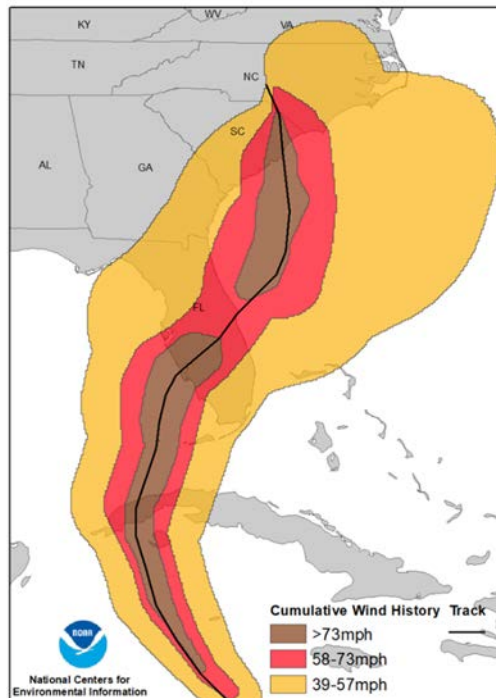 WV
KY
VA
TN
NC
SC
AL
GA
FL
Cumulative Wind History Track
>73mph
58-73mph
39-57mph
NOAA
National Centers for
Environmental Information